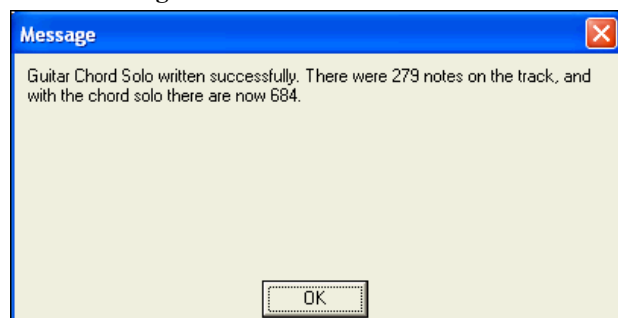 Message
Guitar Chord Solo written successfully. There were 279 notes on the track, and
with the chord solo there are now 684.
OK